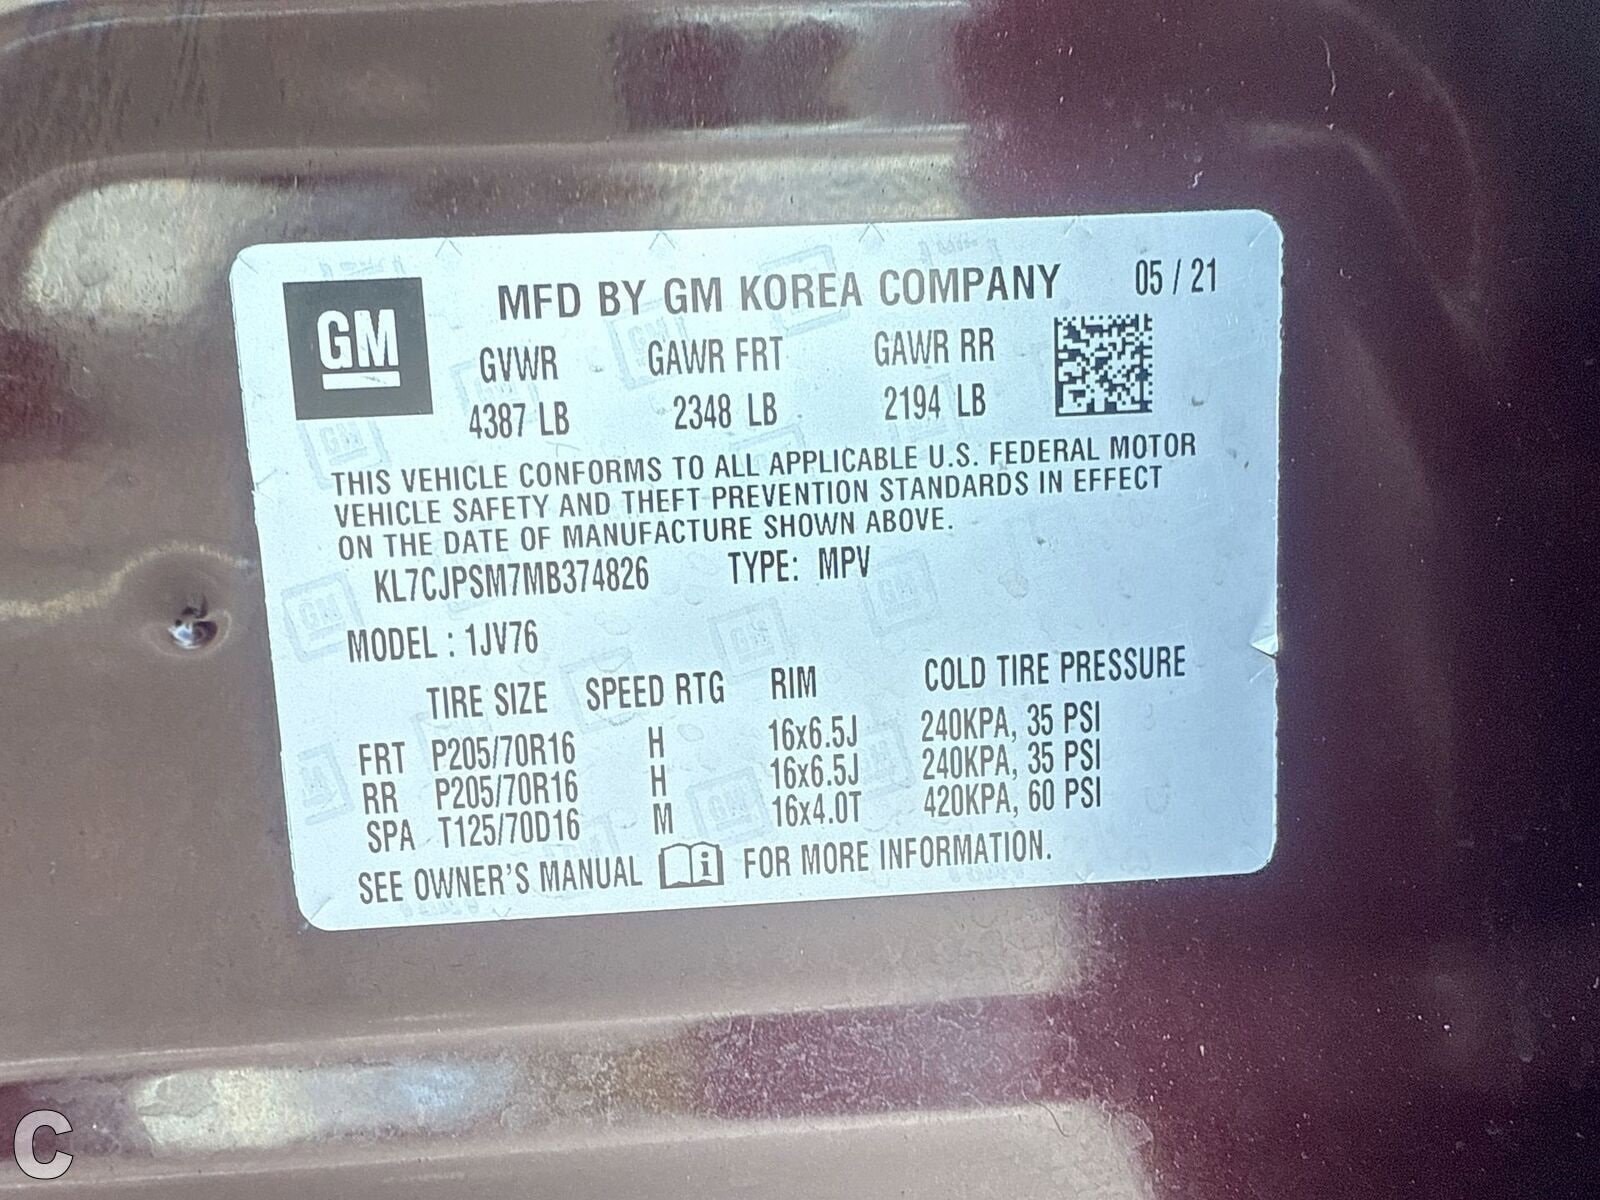 GM
MFD BY GM KOREA COMPANY 05 / 21
GVWR GAWR FRT GAWR RR
4387 LB 2348 LB 2194 LB
THIS VEHICLE CONFORMS TO ALL APPLICABLE U.S. FEDERAL MOTOR
VEHICLE SAFETY AND THEFT PREVENTION STANDARDS IN EFFECT
ON THE DATE OF MANUFACTURE SHOWN ABOVE.
KL7CJPSM7MB374826 TYPE: MPV
MODEL : 1JV76
TIRE SIZE SPEED RTG RIM COLD TIRE PRESSURE
FRT P205/70R16 H 16x6.5J 240KPA, 35 PSI
RR P205/70R16 H 16x6.5J 240KPA, 35 PSI
SPA T125/70D16 M 16x4.0T 420KPA, 60 PSI
SEE OWNER'S MANUAL i FOR MORE INFORMATION.
C